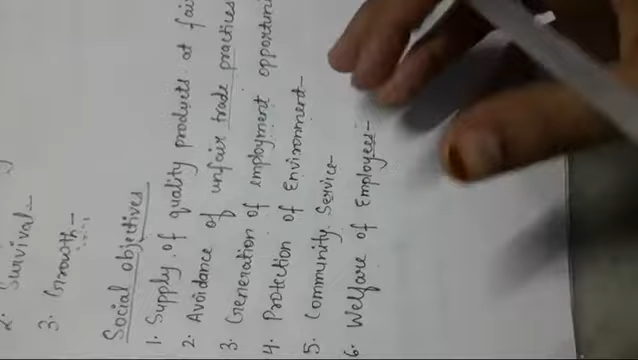 2. Survival-
3. Growth-
Social objectives
1. Supply of quality products at fai
2. Avoidance of unfair trade practices
3. Generation of employment opportuni
4. Protection of Environment-
5. Community Service-
6. Welfare of Employees-